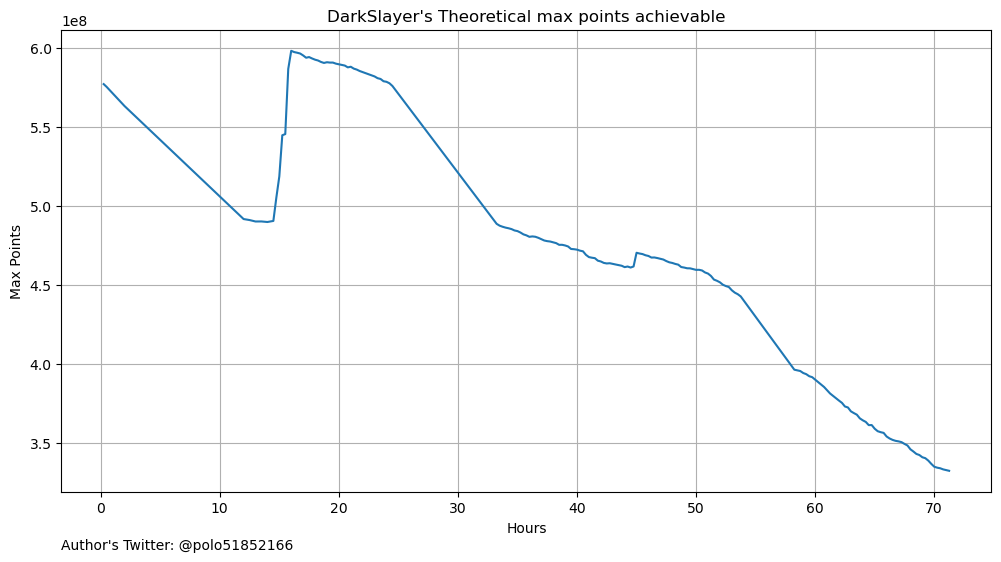 DarkSlayer's Theoretical max points achievable
1e8
6.0
5.5
5.0
4.5
4.0
3.5
Max Points
0 10 20 30 40 50 60 70
Hours
Author's Twitter: @polo51852166